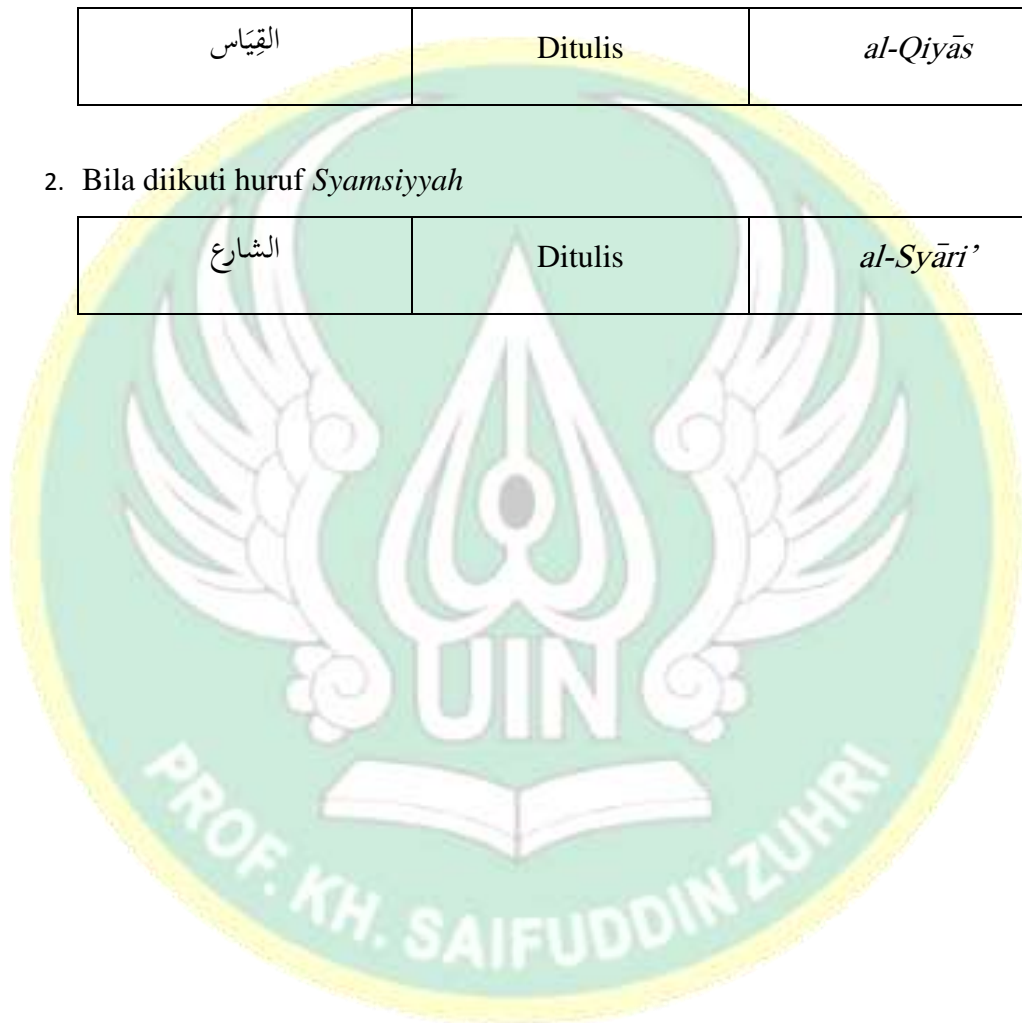 القِيَاس Ditulis al-Qiyās
2. Bila diikuti huruf Syamsiyyah
الشارع Ditulis al-Syāri’
UIN
PROF. KH. SAIFUDDIN ZUHRI